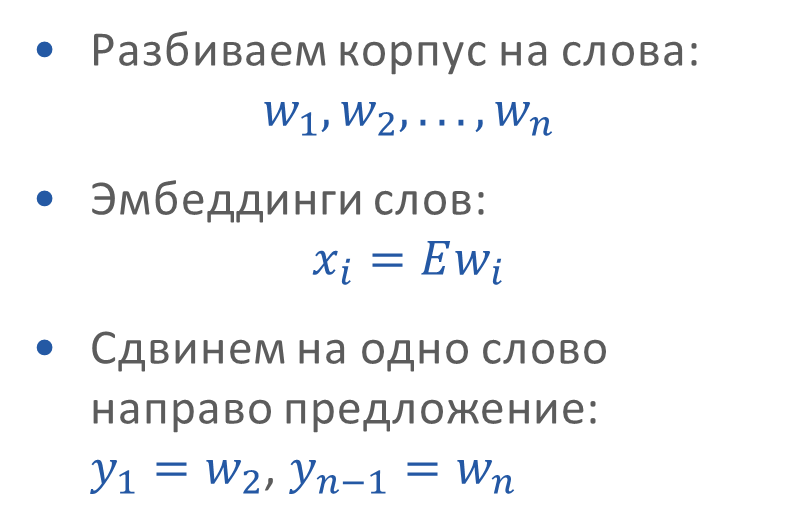 • Разбиваем корпус на слова:
w₁, w₂, . . . , wₙ
• Эмбеддинги слов:
xᵢ = Ewᵢ
• Сдвинем на одно слово
направо предложение:
y₁ = w₂, yₙ₋₁ = wₙ